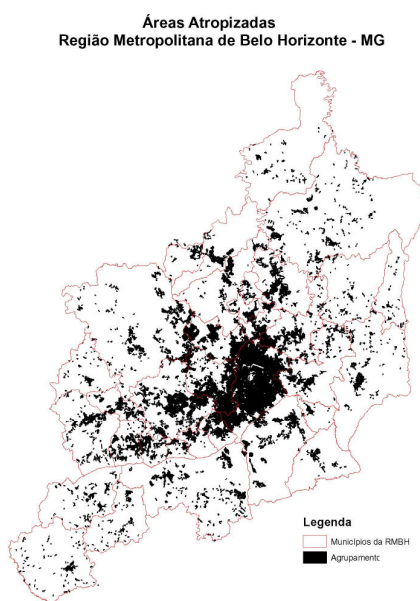 Áreas Atropizadas
Região Metropolitana de Belo Horizonte - MG
Legenda
Municípios da RMBH
Agrupamento